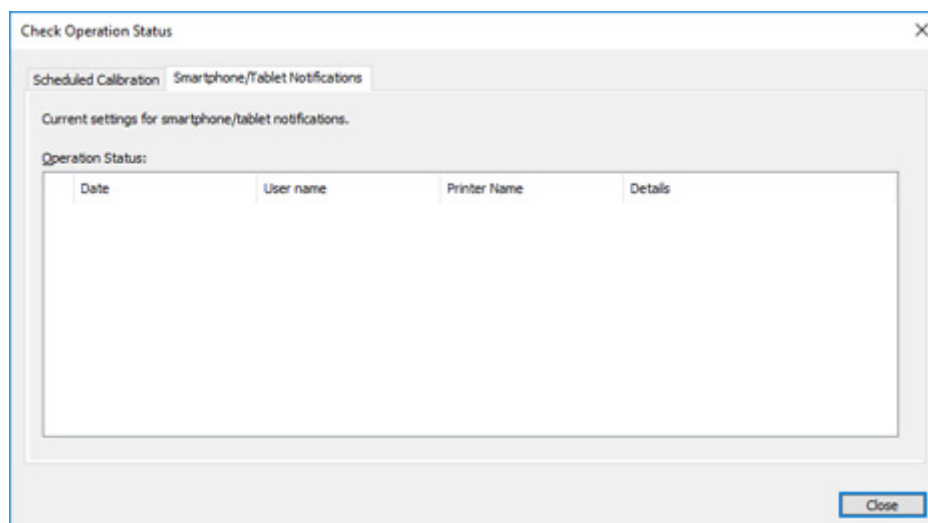 Check Operation Status
Scheduled Calibration Smartphone/Tablet Notifications
Current settings for smartphone/tablet notifications.
Operation Status:
Date User name Printer Name Details
Close